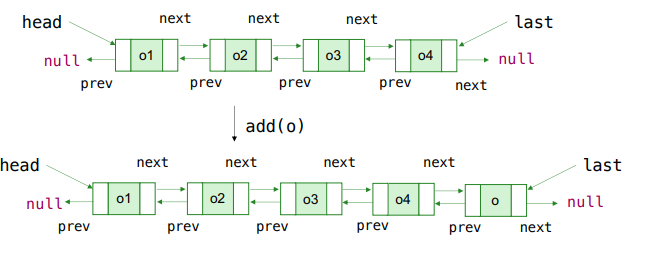 next next next
head last
null o1 o2 o3 o4 null
prev prev prev prev next
add(o)
next next next next
head last
null o1 o2 o3 o4 o null
prev prev prev prev prev next